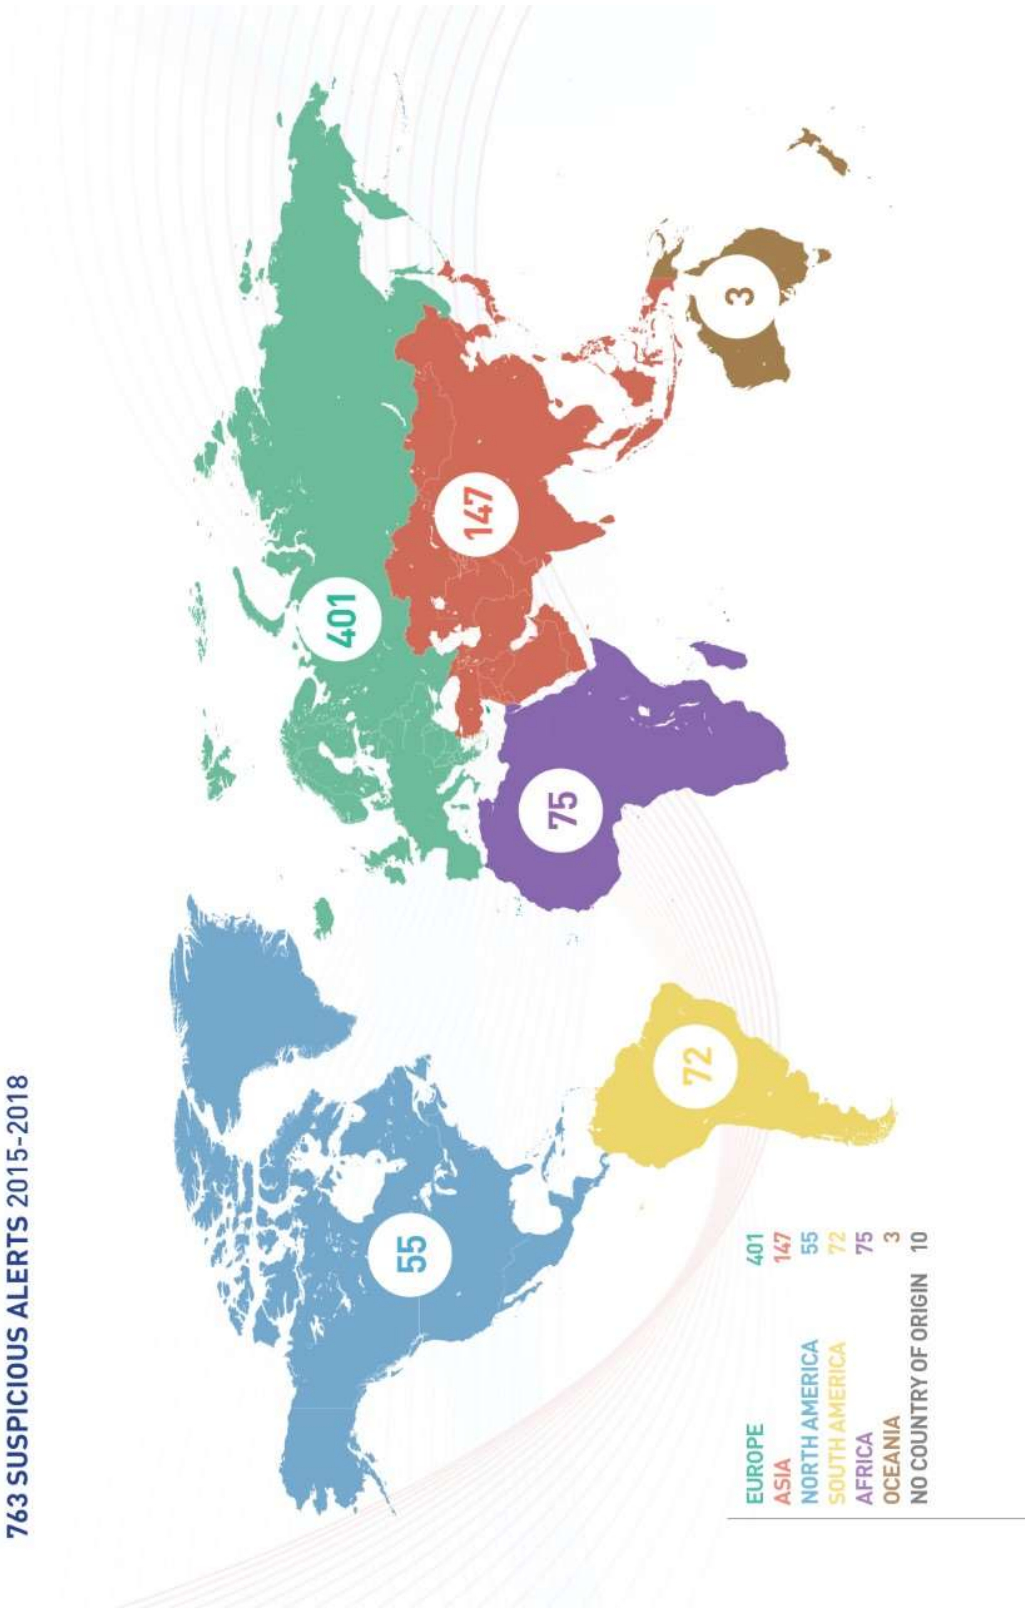 763 SUSPICIOUS ALERTS 2015-2018
401
147
55
75
72
3
EUROPE 401
ASIA 147
NORTH AMERICA 55
SOUTH AMERICA 72
AFRICA 75
OCEANIA 3
NO COUNTRY OF ORIGIN 10